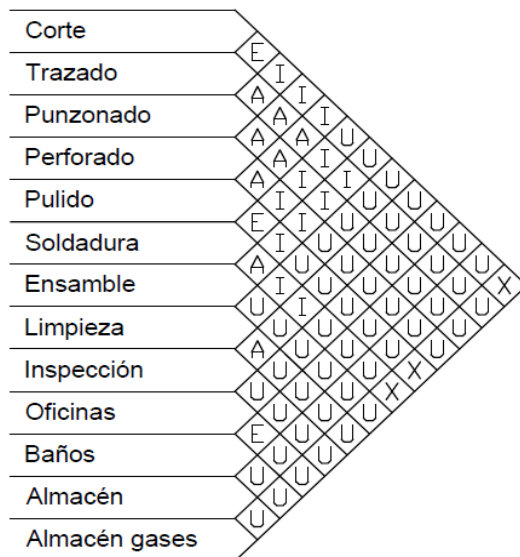 Corte
E
Trazado I
A I
Punzonado A I
A A U
Perforado A I U
A I I U
Pulido I I U U
E I U U U
Soldadura I U U U U
A U U U U U
Ensamble I U U U U X
U I U U U U
Limpieza U U U U U
A U U U U
Inspección U U U X
U U U X
Oficinas U U U
E U U
Baños U U
U U
Almacén U
U
Almacén gases